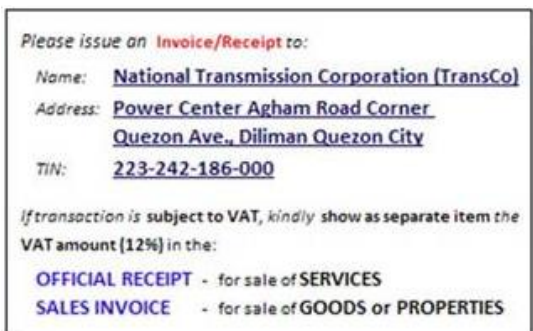 Please issue an Invoice/Receipt to:
Name: National Transmission Corporation (TransCo)
Address: Power Center Agham Road Corner
Quezon Ave., Diliman Quezon City
TIN: 223-242-186-000
If transaction is subject to VAT, kindly show as separate item the
VAT amount (12%) in the:
OFFICIAL RECEIPT - for sale of SERVICES
SALES INVOICE - for sale of GOODS or PROPERTIES